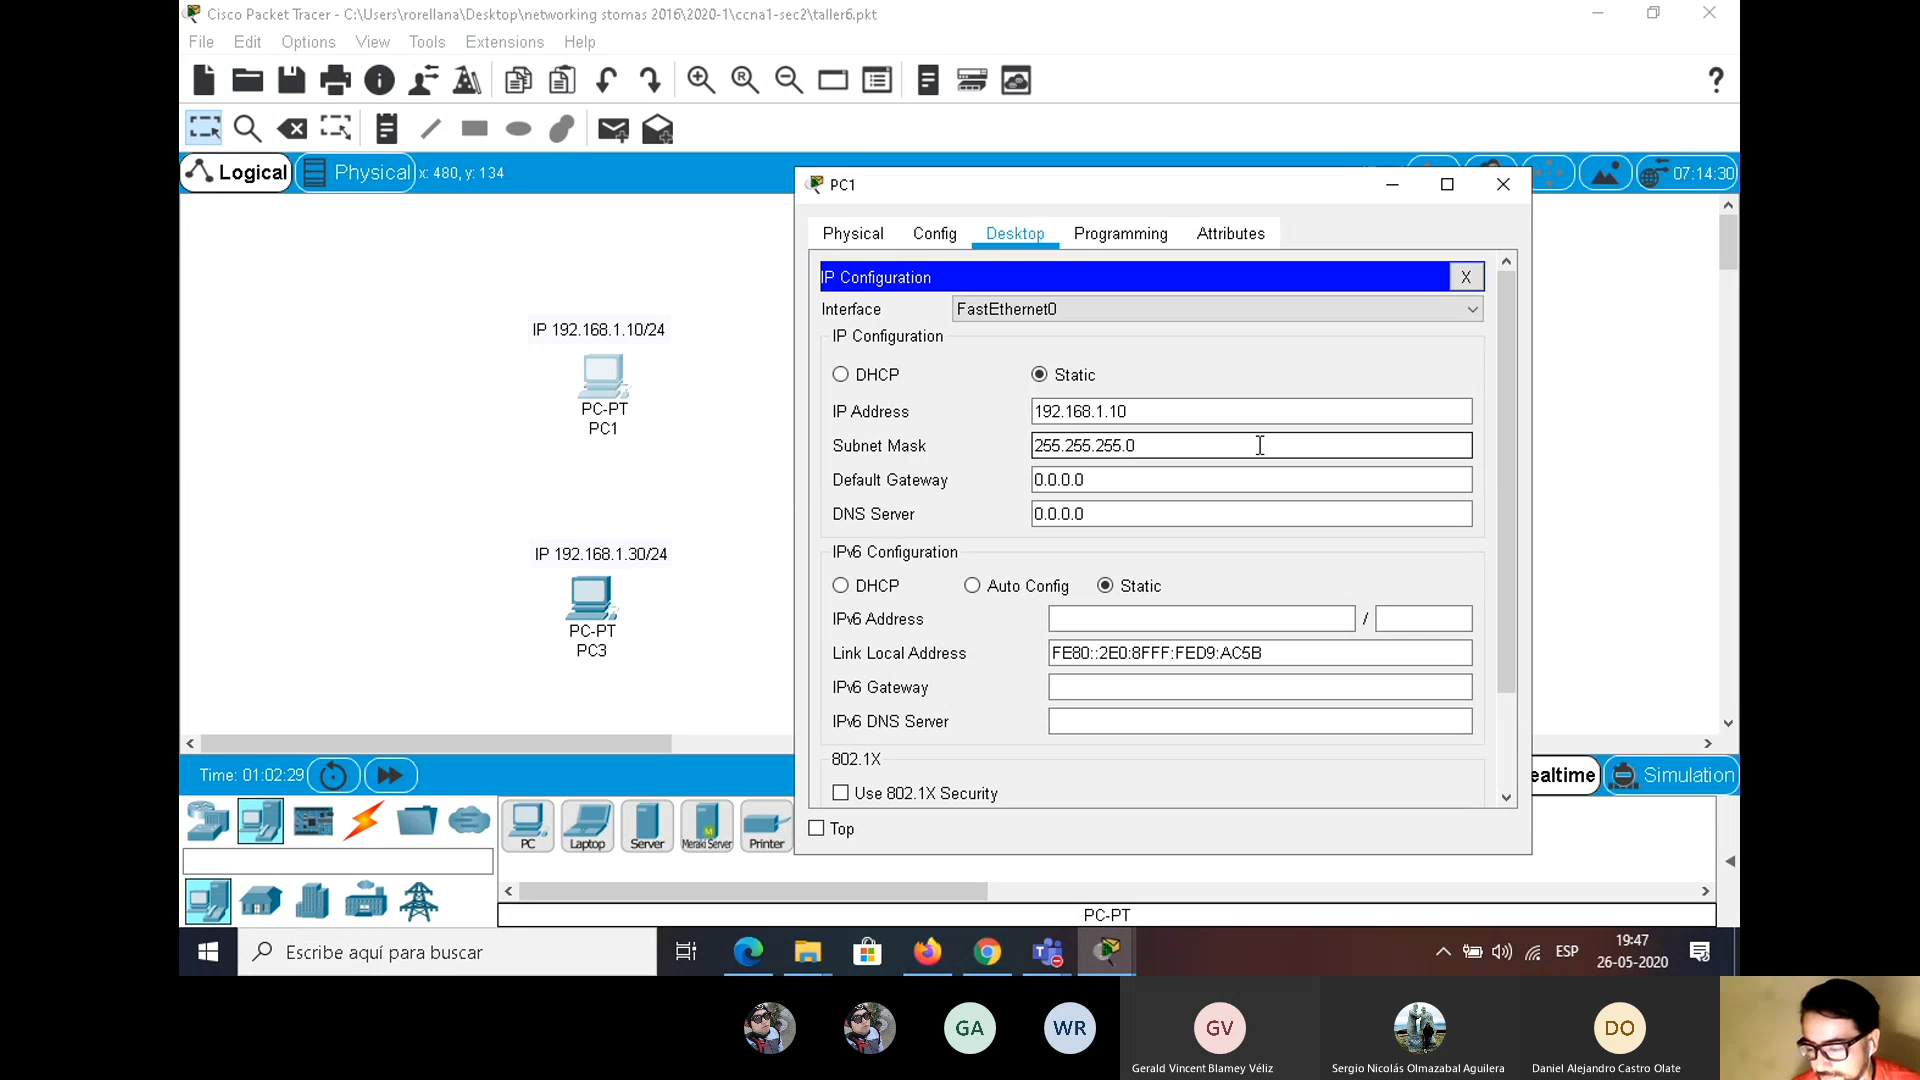 Cisco Packet Tracer - C:\Users\rorellana\Desktop\networking stomas 2016\2020-1\ccna1-sec2\taller6.pkt
File Edit Options View Tools Extensions Help
Logical Physical x: 480, y: 134
07:14:30
PC1
Physical Config Desktop Programming Attributes
IP Configuration X
Interface FastEthernet0
IP Configuration
DHCP Static
IP Address 192.168.1.10
Subnet Mask 255.255.255.0
Default Gateway 0.0.0.0
DNS Server 0.0.0.0
IPv6 Configuration
DHCP Auto Config Static
IPv6 Address /
Link Local Address FE80::2E0:8FFF:FED9:AC5B
IPv6 Gateway
IPv6 DNS Server
802.1X
Use 802.1X Security
Top
IP 192.168.1.10/24
PC-PT
PC1
IP 192.168.1.30/24
PC-PT
PC3
Time: 01:02:29
ealtime Simulation
PC Laptop Server Meraki Server Printer
PC-PT
Escribe aquí para buscar
ESP
19:47
26-05-2020
GA WR GV DO
Gerald Vincent Blamey Véliz Sergio Nicolás Olmazabal Aguilera Daniel Alejandro Castro Olate